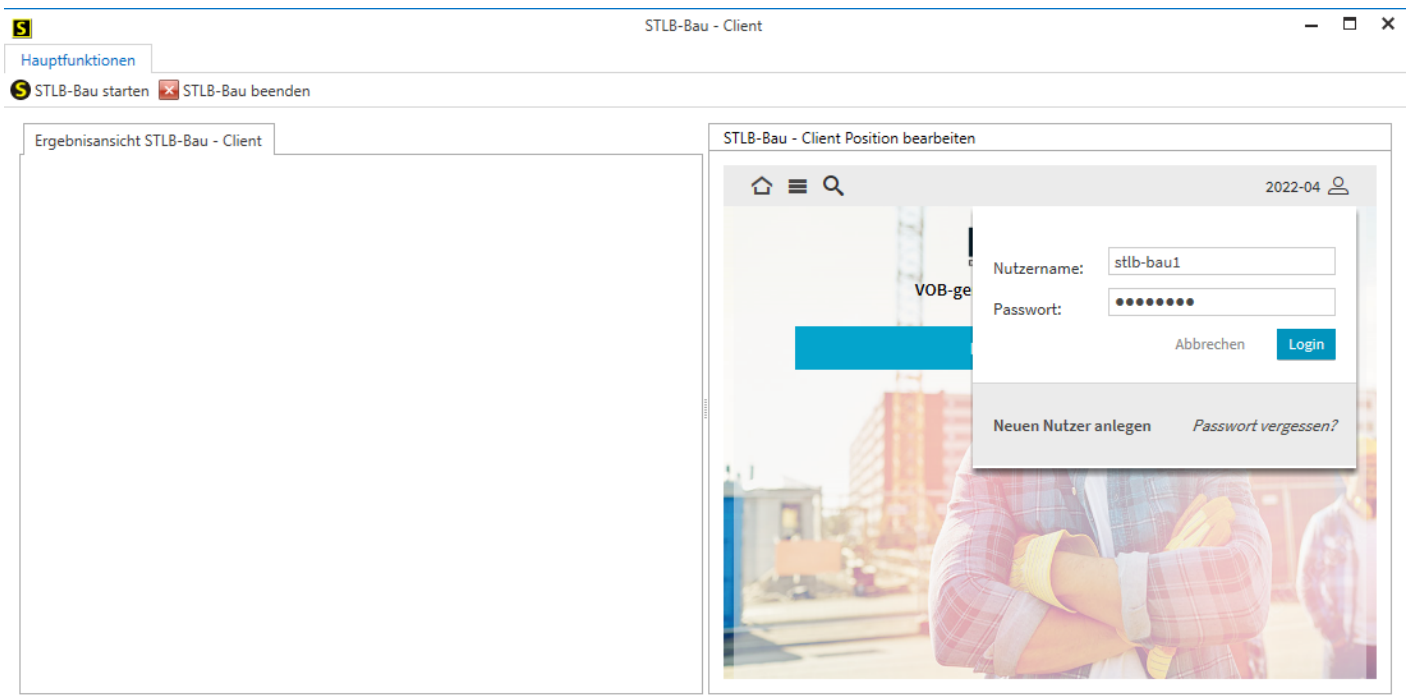 STLB-Bau - Client
Hauptfunktionen
STLB-Bau starten STLB-Bau beenden
Ergebnisansicht STLB-Bau - Client
STLB-Bau - Client Position bearbeiten
2022-04
VOB-ge
Nutzername: stlb-bau1
Passwort: ●●●●●●●●
Abbrechen Login
Neuen Nutzer anlegen Passwort vergessen?